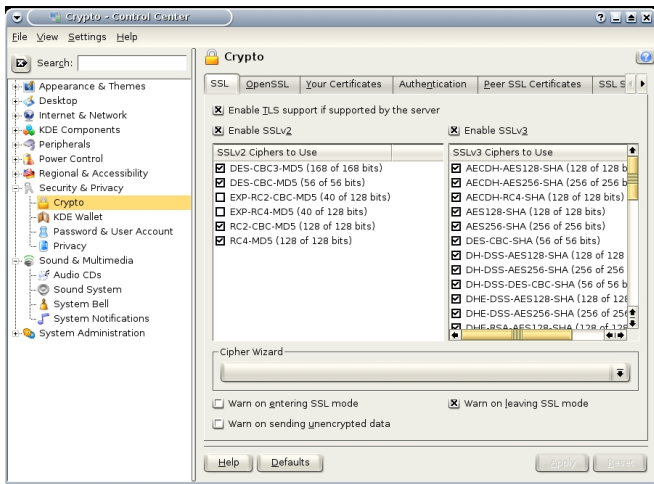 Crypto - Control Center
File View Settings Help
Search:
Appearance & Themes
Desktop
Internet & Network
KDE Components
Peripherals
Power Control
Regional & Accessibility
Security & Privacy
Crypto
KDE Wallet
Password & User Account
Privacy
Sound & Multimedia
Audio CDs
Sound System
System Bell
System Notifications
System Administration
Crypto
SSL OpenSSL Your Certificates Authentication Peer SSL Certificates SSL S
Enable TLS support if supported by the server
Enable SSLv2
Enable SSLv3
SSLv2 Ciphers to Use
DES-CBC3-MD5 (168 of 168 bits)
DES-CBC-MD5 (56 of 56 bits)
EXP-RC2-CBC-MD5 (40 of 128 bits)
EXP-RC4-MD5 (40 of 128 bits)
RC2-CBC-MD5 (128 of 128 bits)
RC4-MD5 (128 of 128 bits)
SSLv3 Ciphers to Use
AECDH-AES128-SHA (128 of 128 b
AECDH-AES256-SHA (256 of 256 b
AECDH-RC4-SHA (128 of 128 bits)
AES128-SHA (128 of 128 bits)
AES256-SHA (256 of 256 bits)
DES-CBC-SHA (56 of 56 bits)
DH-DSS-AES128-SHA (128 of 128
DH-DSS-AES256-SHA (256 of 256
DH-DSS-DES-CBC-SHA (56 of 56 b
DHE-DSS-AES128-SHA (128 of 128
DHE-DSS-AES256-SHA (256 of 256
DHE-RSA-AES128-SHA (128 of 128
Cipher Wizard
Warn on entering SSL mode
Warn on leaving SSL mode
Warn on sending unencrypted data
Help Defaults Apply Reset